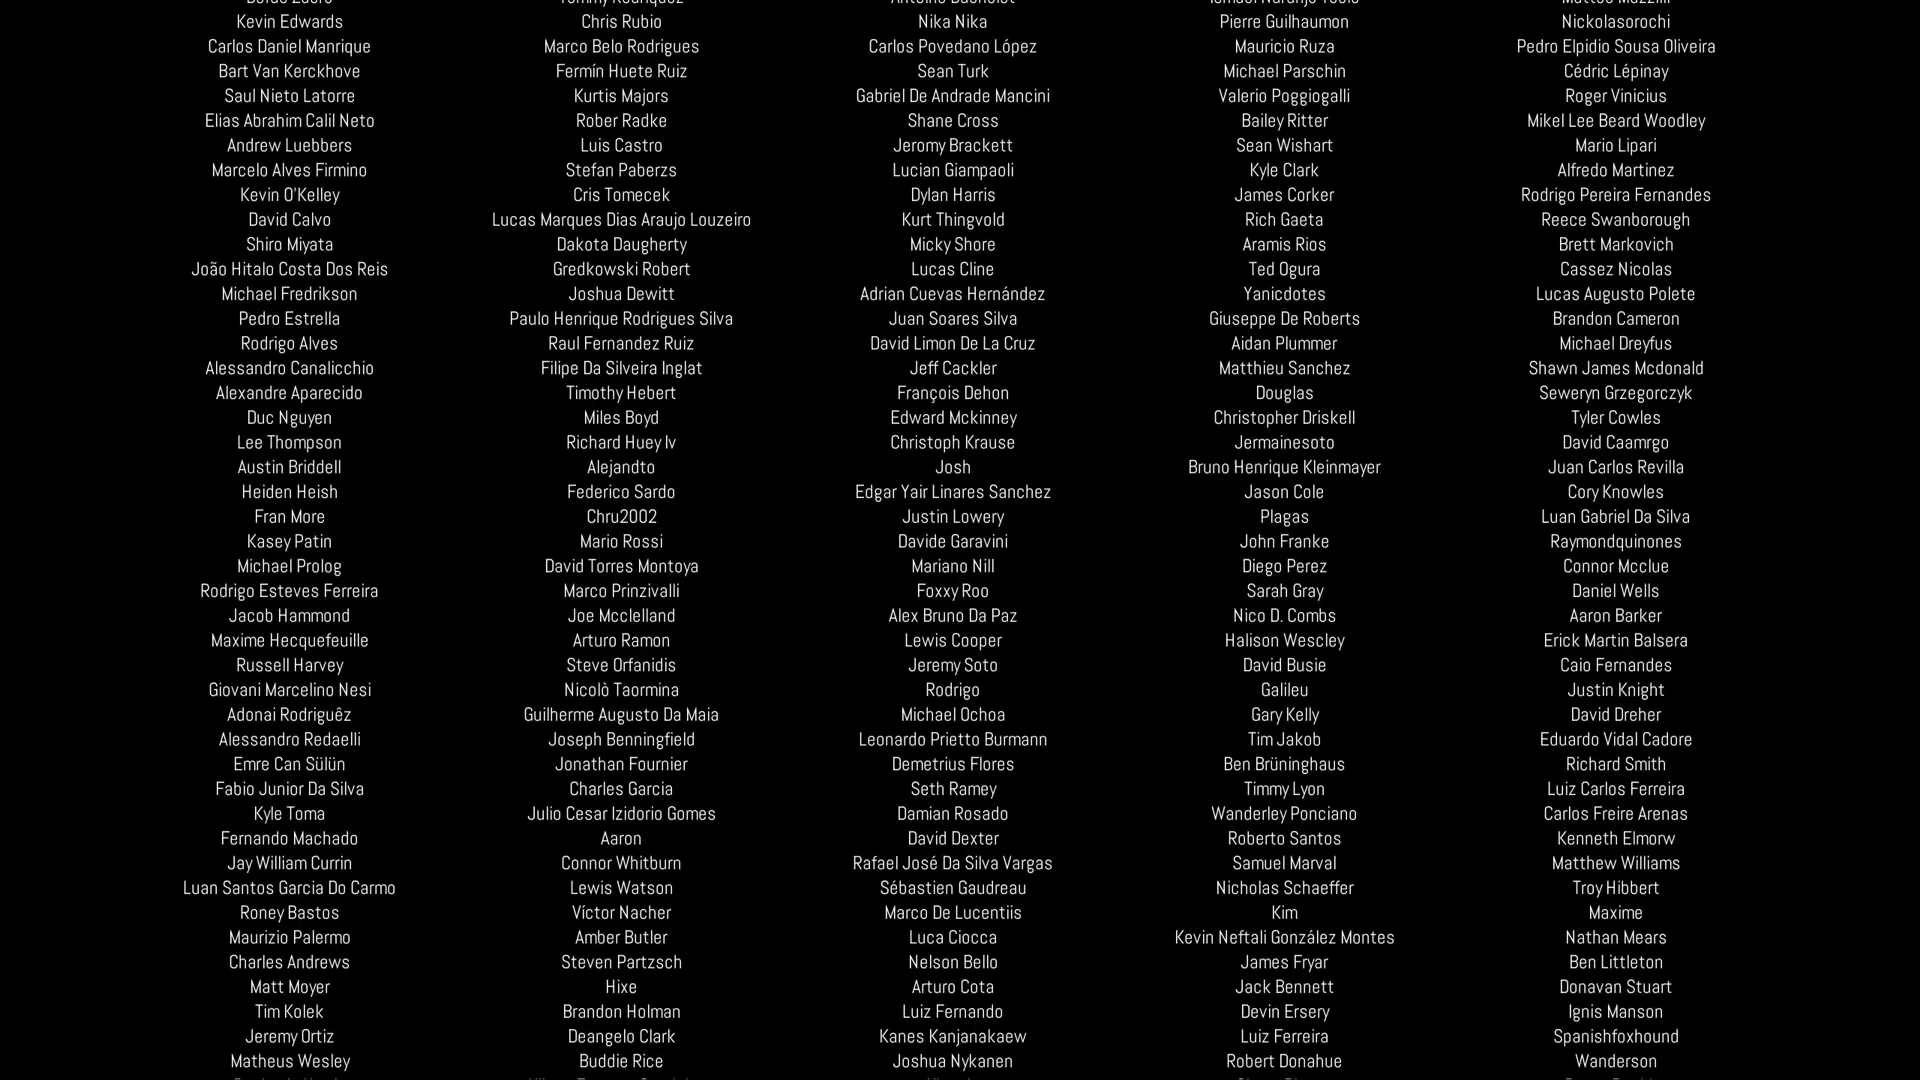 Kevin Edwards
Chris Rubio
Nika Nika
Pierre Guilhaumon
Nickolasorochi
Carlos Daniel Manrique
Marco Belo Rodrigues
Carlos Povedano López
Mauricio Ruza
Pedro Elpidio Sousa Oliveira
Bart Van Kerckhove
Fermín Huete Ruiz
Sean Turk
Michael Parschin
Cédric Lépinay
Saul Nieto Latorre
Kurtis Majors
Gabriel De Andrade Mancini
Valerio Poggiogalli
Roger Vinicius
Elias Abrahim Calil Neto
Rober Radke
Shane Cross
Bailey Ritter
Mikel Lee Beard Woodley
Andrew Luebbers
Luis Castro
Jeromy Brackett
Sean Wishart
Mario Lipari
Marcelo Alves Firmino
Stefan Paberzs
Lucian Giampaoli
Kyle Clark
Alfredo Martinez
Kevin O'Kelley
Cris Tomecek
Dylan Harris
James Corker
Rodrigo Pereira Fernandes
David Calvo
Lucas Marques Dias Araujo Louzeiro
Kurt Thingvold
Rich Gaeta
Reece Swanborough
Shiro Miyata
Dakota Daugherty
Micky Shore
Aramis Rios
Brett Markovich
João Hitalo Costa Dos Reis
Gredkowski Robert
Lucas Cline
Ted Ogura
Cassez Nicolas
Michael Fredrikson
Joshua Dewitt
Adrian Cuevas Hernández
Yanicdotes
Lucas Augusto Polete
Pedro Estrella
Paulo Henrique Rodrigues Silva
Juan Soares Silva
Giuseppe De Roberts
Brandon Cameron
Rodrigo Alves
Raul Fernandez Ruiz
David Limon De La Cruz
Aidan Plummer
Michael Dreyfus
Alessandro Canalicchio
Filipe Da Silveira Inglat
Jeff Cackler
Matthieu Sanchez
Shawn James Mcdonald
Alexandre Aparecido
Timothy Hebert
François Dehon
Douglas
Seweryn Grzegorczyk
Duc Nguyen
Miles Boyd
Edward Mckinney
Christopher Driskell
Tyler Cowles
Lee Thompson
Richard Huey Iv
Christoph Krause
Jermainesoto
David Caamrgo
Austin Briddell
Alejandto
Josh
Bruno Henrique Kleinmayer
Juan Carlos Revilla
Heiden Heish
Federico Sardo
Edgar Yair Linares Sanchez
Jason Cole
Cory Knowles
Fran More
Chru2002
Justin Lowery
Plagas
Luan Gabriel Da Silva
Kasey Patin
Mario Rossi
Davide Garavini
John Franke
Raymondquinones
Michael Prolog
David Torres Montoya
Mariano Nill
Diego Perez
Connor Mcclue
Rodrigo Esteves Ferreira
Marco Prinzivalli
Foxxy Roo
Sarah Gray
Daniel Wells
Jacob Hammond
Joe Mcclelland
Alex Bruno Da Paz
Nico D. Combs
Aaron Barker
Maxime Hecquefeuille
Arturo Ramon
Lewis Cooper
Halison Wescley
Erick Martin Balsera
Russell Harvey
Steve Orfanidis
Jeremy Soto
David Busie
Caio Fernandes
Giovani Marcelino Nesi
Nicolò Taormina
Rodrigo
Galileu
Justin Knight
Adonai Rodriguêz
Guilherme Augusto Da Maia
Michael Ochoa
Gary Kelly
David Dreher
Alessandro Redaelli
Joseph Benningfield
Leonardo Prietto Burmann
Tim Jakob
Eduardo Vidal Cadore
Emre Can Sülün
Jonathan Fournier
Demetrius Flores
Ben Brüninghaus
Richard Smith
Fabio Junior Da Silva
Charles Garcia
Seth Ramey
Timmy Lyon
Luiz Carlos Ferreira
Kyle Toma
Julio Cesar Izidorio Gomes
Damian Rosado
Wanderley Ponciano
Carlos Freire Arenas
Fernando Machado
Aaron
David Dexter
Roberto Santos
Kenneth Elmorw
Jay William Currin
Connor Whitburn
Rafael José Da Silva Vargas
Samuel Marval
Matthew Williams
Luan Santos Garcia Do Carmo
Lewis Watson
Sébastien Gaudreau
Nicholas Schaeffer
Troy Hibbert
Roney Bastos
Víctor Nacher
Marco De Lucentiis
Kim
Maxime
Maurizio Palermo
Amber Butler
Luca Ciocca
Kevin Neftali González Montes
Nathan Mears
Charles Andrews
Steven Partzsch
Nelson Bello
James Fryar
Ben Littleton
Matt Moyer
Hixe
Arturo Cota
Jack Bennett
Donavan Stuart
Tim Kolek
Brandon Holman
Luiz Fernando
Devin Ersery
Ignis Manson
Jeremy Ortiz
Deangelo Clark
Kanes Kanjanakaew
Luiz Ferreira
Spanishfoxhound
Matheus Wesley
Buddie Rice
Joshua Nykanen
Robert Donahue
Wanderson